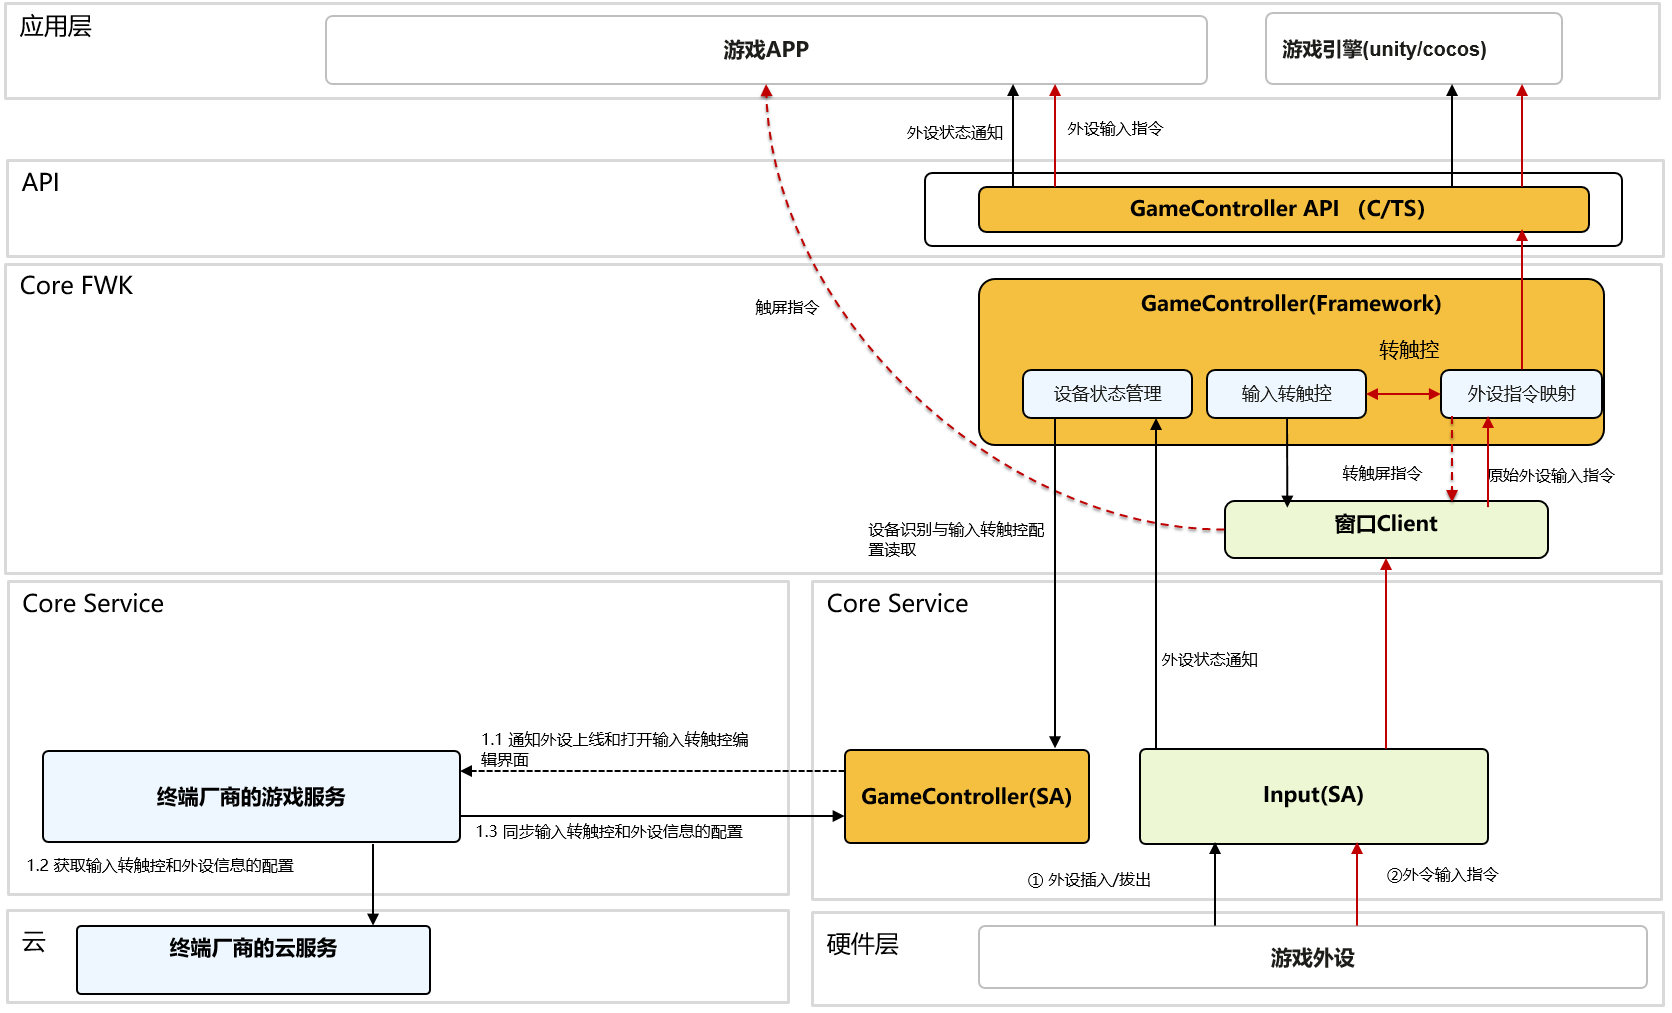 应用层
游戏APP
游戏引擎(unity/cocos)
外设状态通知
外设输入指令
API
GameController API （C/TS）
Core FWK
GameController(Framework)
触屏指令
转触控
设备状态管理
输入转触控
外设指令映射
转触屏指令
原始外设输入指令
窗口Client
设备识别与输入转触控配
置读取
Core Service
Core Service
外设状态通知
1.1 通知外设上线和打开输入转触控编
辑界面
终端厂商的游戏服务
GameController(SA)
Input(SA)
1.3 同步输入转触控和外设信息的配置
1.2 获取输入转触控和外设信息的配置
① 外设插入/拔出
②外令输入指令
云
终端厂商的云服务
硬件层
游戏外设